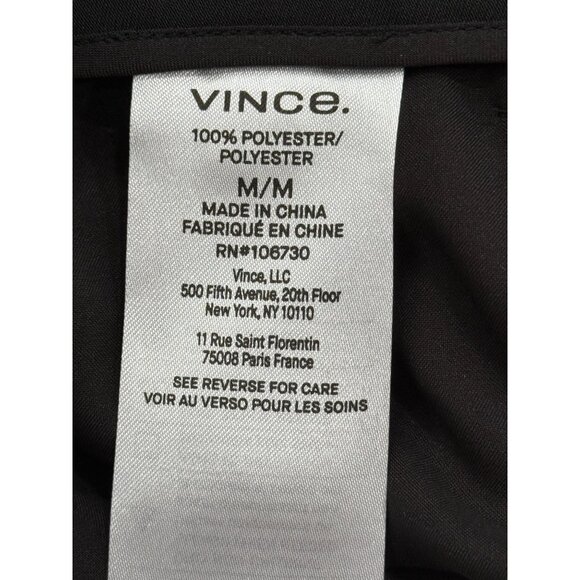 VINCE.
100% POLYESTER/
POLYESTER
M/M
MADE IN CHINA
FABRIQUÉ EN CHINE
RN#106730
Vince, LLC
500 Fifth Avenue, 20th Floor
New York, NY 10110
11 Rue Saint Florentin
75008 Paris France
SEE REVERSE FOR CARE
VOIR AU VERSO POUR LES SOINS